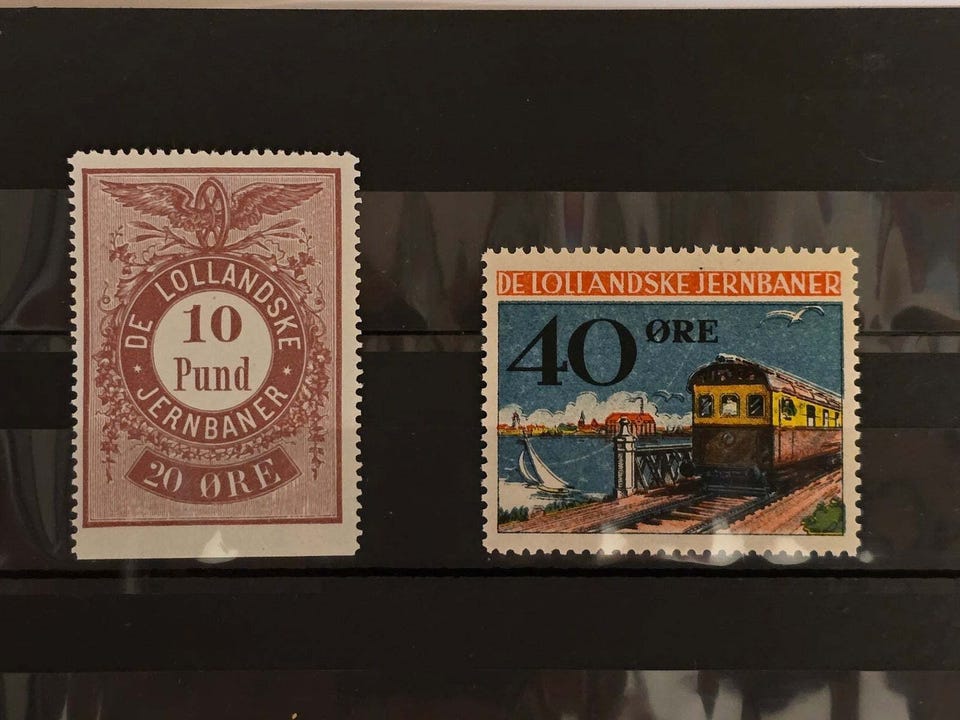 DE LOLLANDSKE
JERNBANER
10
Pund
20 ØRE
DE LOLLANDSKE JERNBANER
40 ØRE